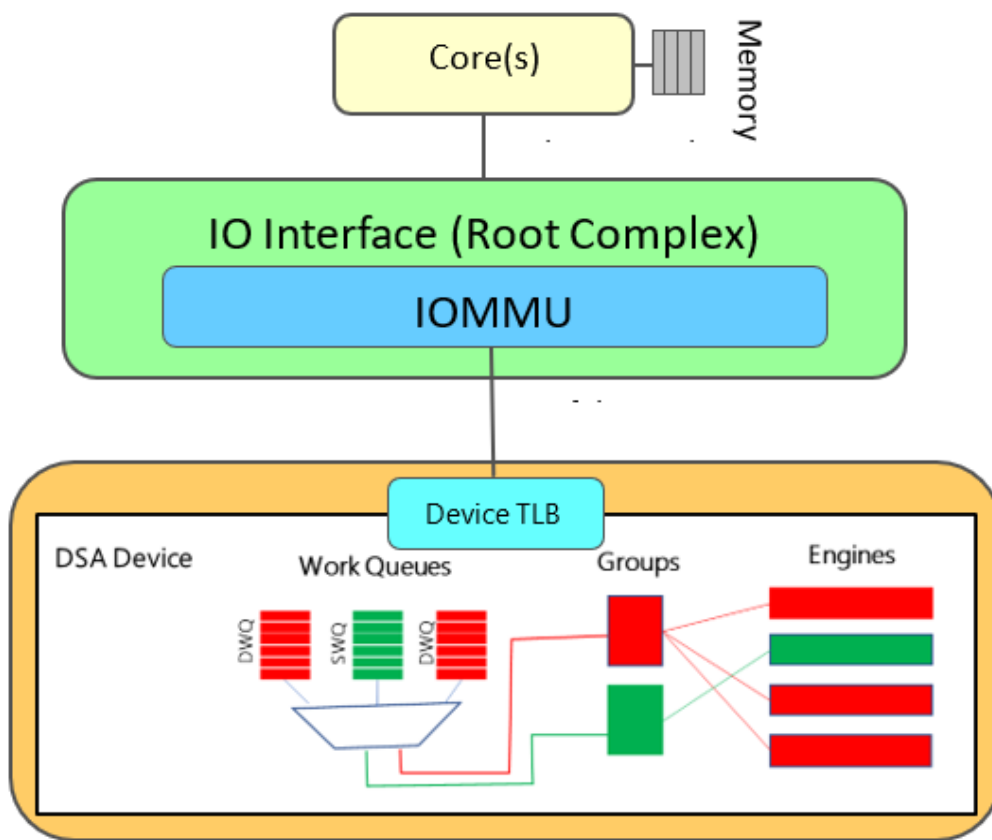 Core(s)
Memory
IO Interface (Root Complex)
IOMMU
Device TLB
DSA Device
Work Queues
Groups
Engines
DWQ
SWQ
DWQ